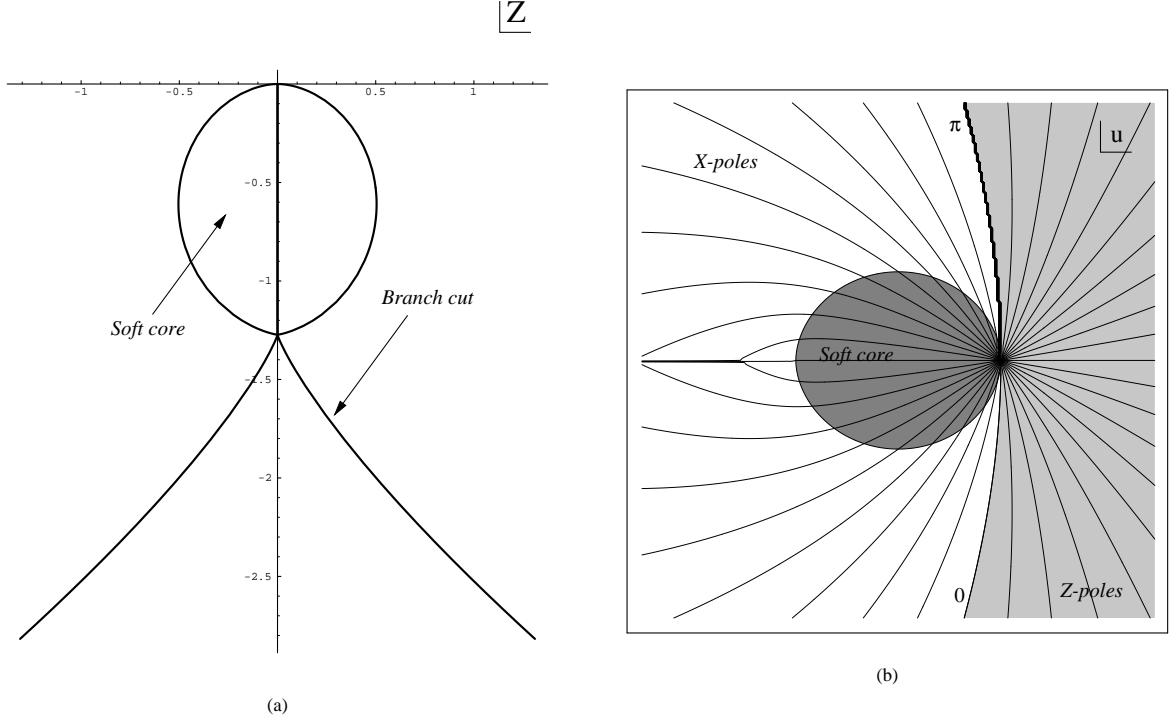 Z
-1
-0.5
0.5
1
-0.5
-1
-1.5
-2
-2.5
Soft core
Branch cut
(a)
π
u
X-poles
Soft core
0
Z-poles
(b)